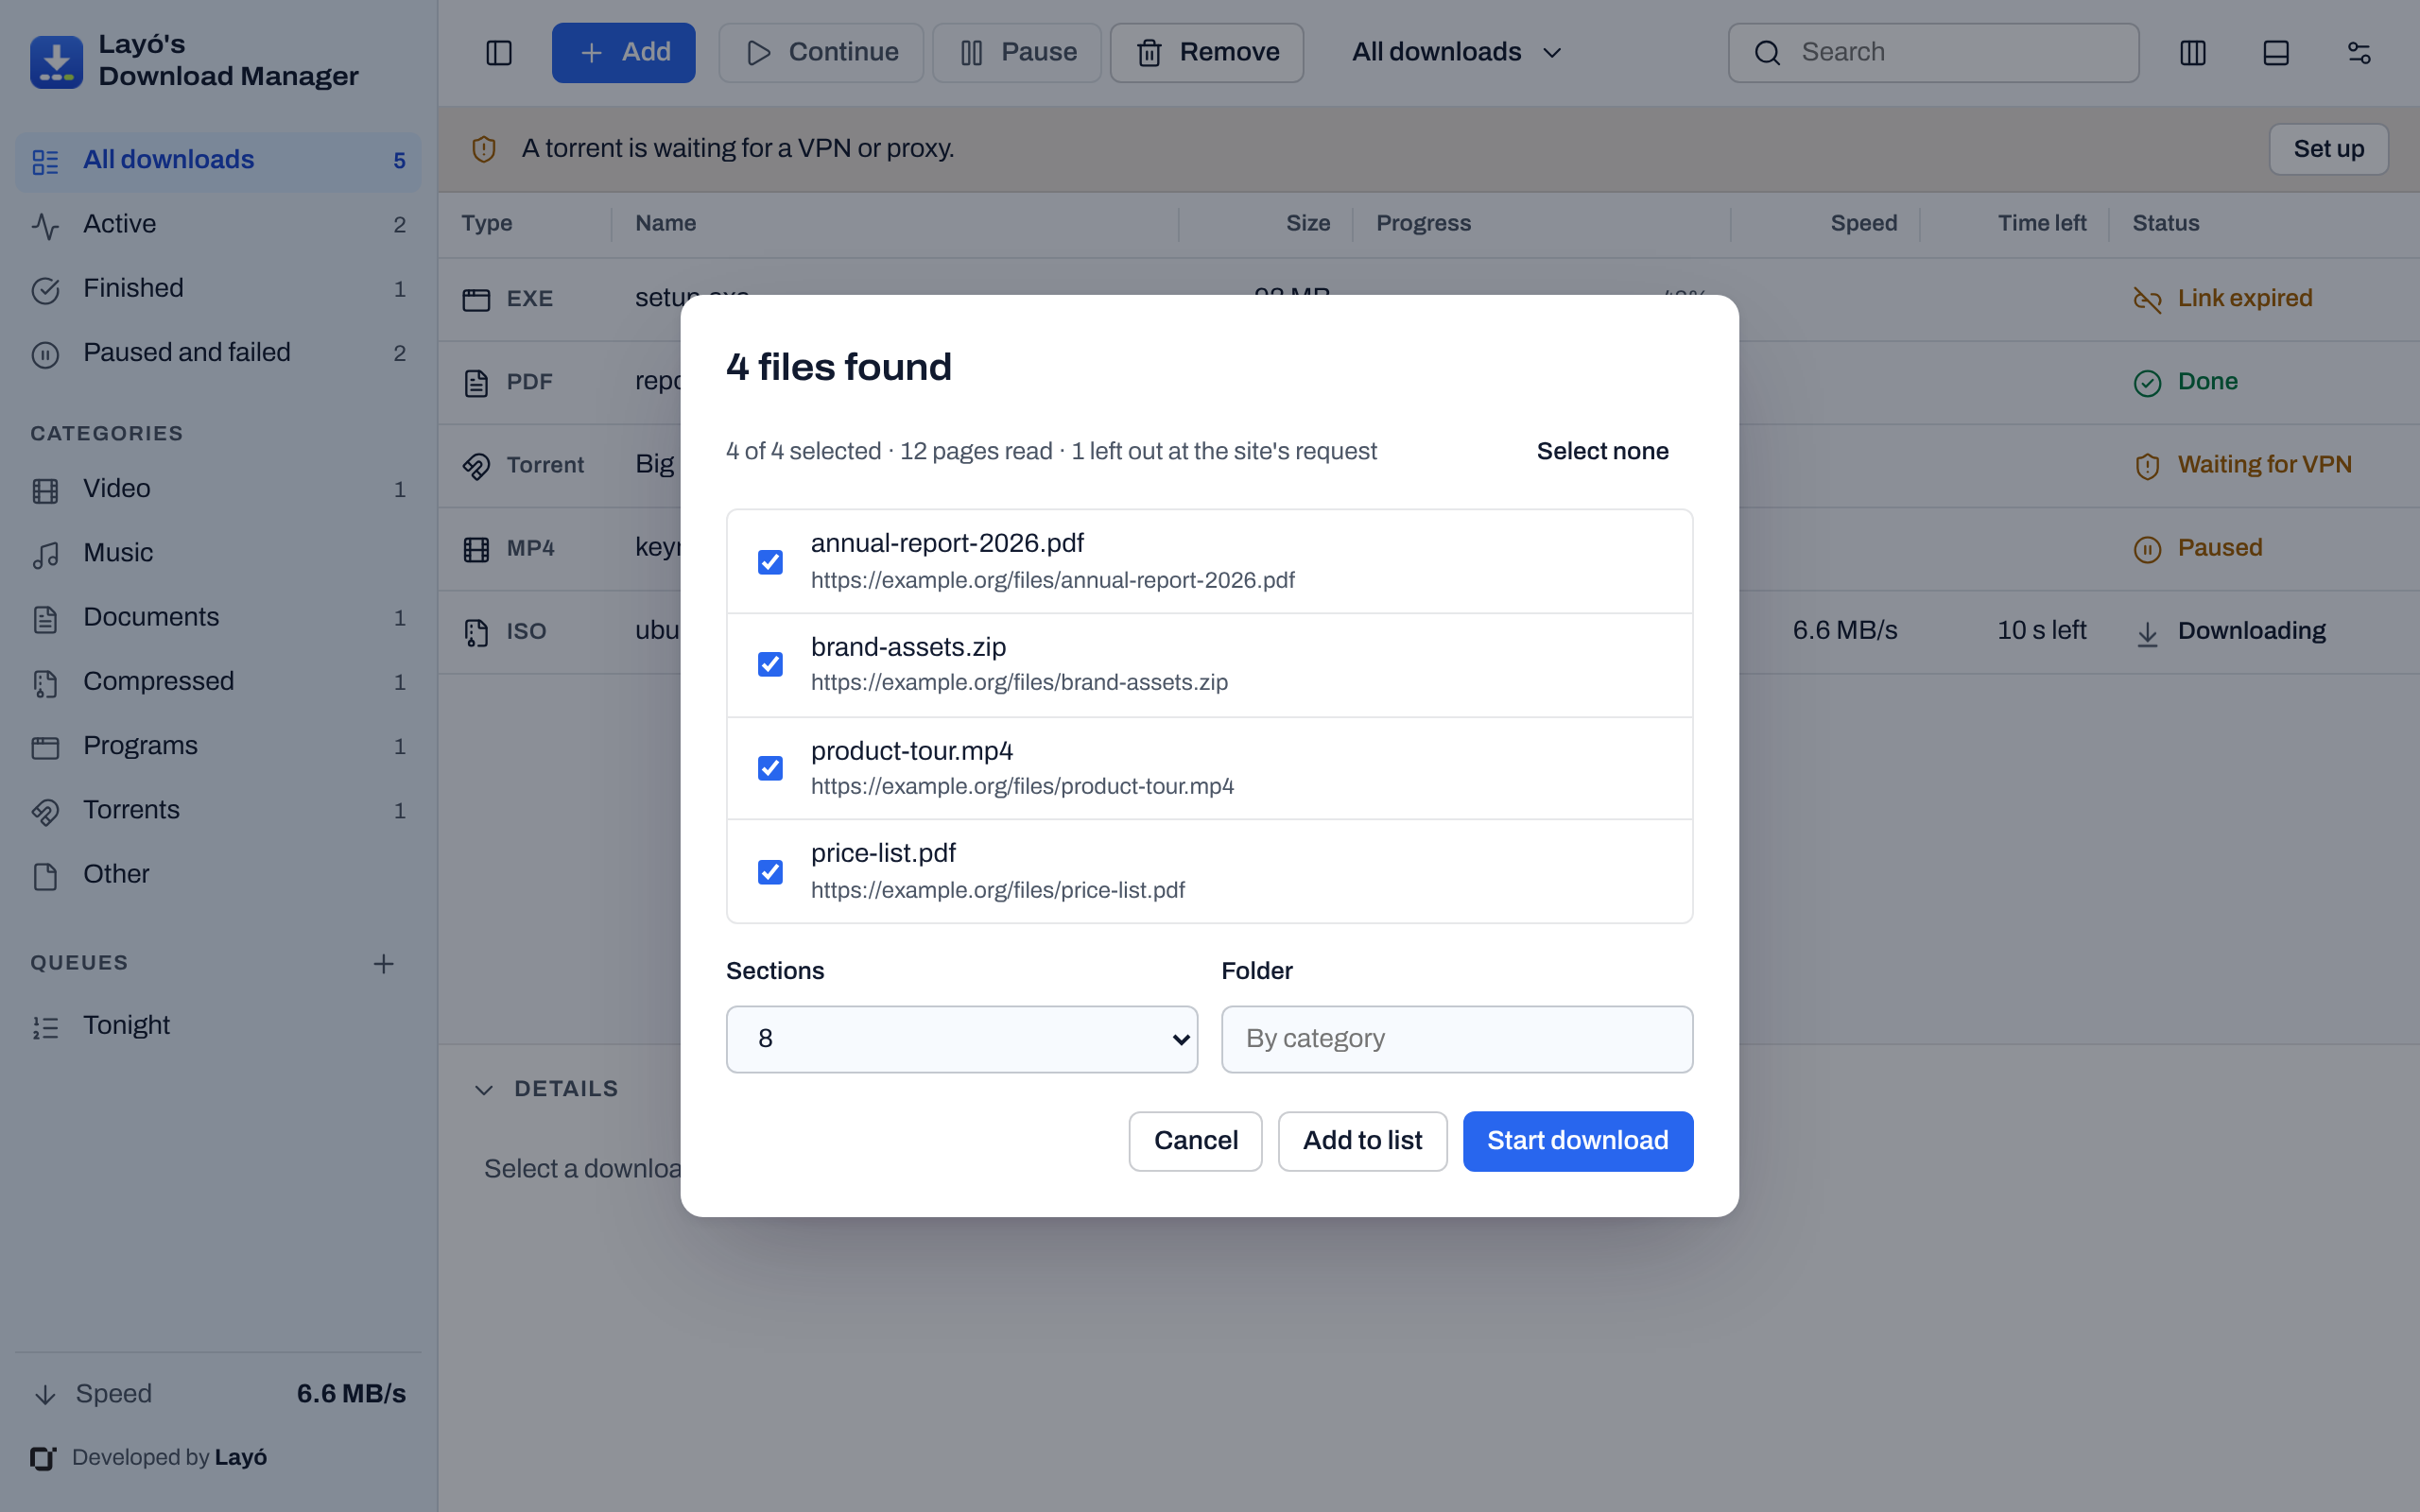 Layó's
Download Manager
Add
Continue
Pause
Remove
All downloads
Search
All downloads 5
Active 2
Finished 1
Paused and failed 2
CATEGORIES
Video 1
Music
Documents 1
Compressed 1
Programs 1
Torrents 1
Other
QUEUES
Tonight
Speed 6.6 MB/s
Developed by Layó
A torrent is waiting for a VPN or proxy.
Set up
Type Name Size Progress Speed Time left Status
EXE Link expired
PDF Done
Torrent Big Waiting for VPN
MP4 Paused
ISO 6.6 MB/s 10 s left Downloading
DETAILS
Select a
4 files found
4 of 4 selected · 12 pages read · 1 left out at the site's request
Select none
annual-report-2026.pdf
https://example.org/files/annual-report-2026.pdf
brand-assets.zip
https://example.org/files/brand-assets.zip
product-tour.mp4
https://example.org/files/product-tour.mp4
price-list.pdf
https://example.org/files/price-list.pdf
Sections Folder
8 By category
Cancel
Add to list
Start download